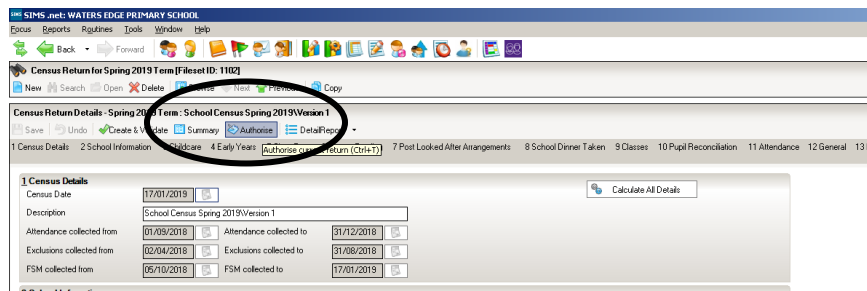 SIMS .net: WATERS EDGE PRIMARY SCHOOL
Focus Reports Routines Tools Window Help
Back Forward
Census Return for Spring 2019 Term [Fileset ID: 1102]
New Search Open Delete Browse Next Previous Copy
Census Return Details - Spring 2019 Term : School Census Spring 2019\Version 1
Save Undo Create & Validate Summary Authorise DetailReport
1 Census Details 2 School Information Childcare 4 Early Years 7 Post Looked After Arrangements 8 School Dinner Taken 9 Classes 10 Pupil Reconciliation 11 Attendance 12 General 13
Authorise current return (Ctrl+T)
1 Census Details
Census Date 17/01/2019 Calculate All Details
Description School Census Spring 2019\Version 1
Attendance collected from 01/09/2018 Attendance collected to 31/12/2018
Exclusions collected from 02/04/2018 Exclusions collected to 31/08/2018
FSM collected from 05/10/2018 FSM collected to 17/01/2019